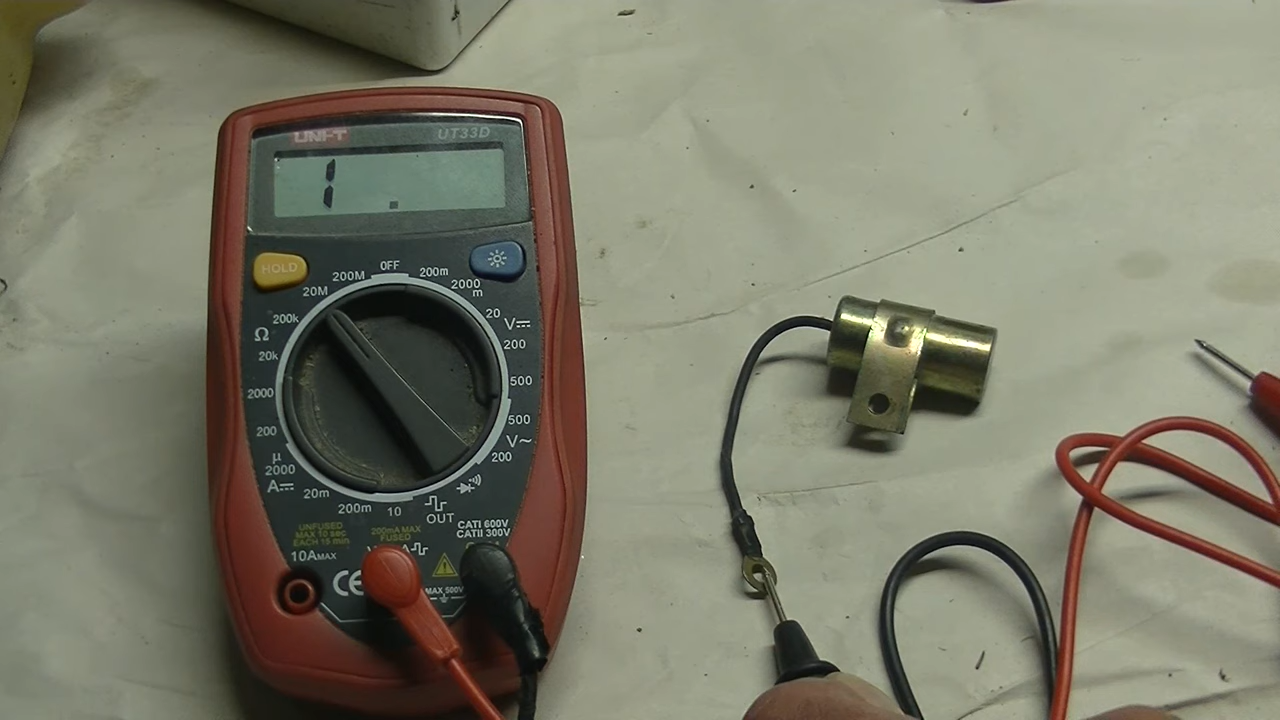 UNI-T
UT33D
1 .
HOLD
OFF
200m
2000
m
20
V
200
500
500
V~
200
OUT
10
200m
20m
2000
μ
A
200
2000
20k
Ω
200k
20M
200M
UNFUSED
MAX 10 sec
EACH 15 min
10AMAX
200mA MAX
FUSED
CATI 600V
CATII 300V
CE
MAX 500V